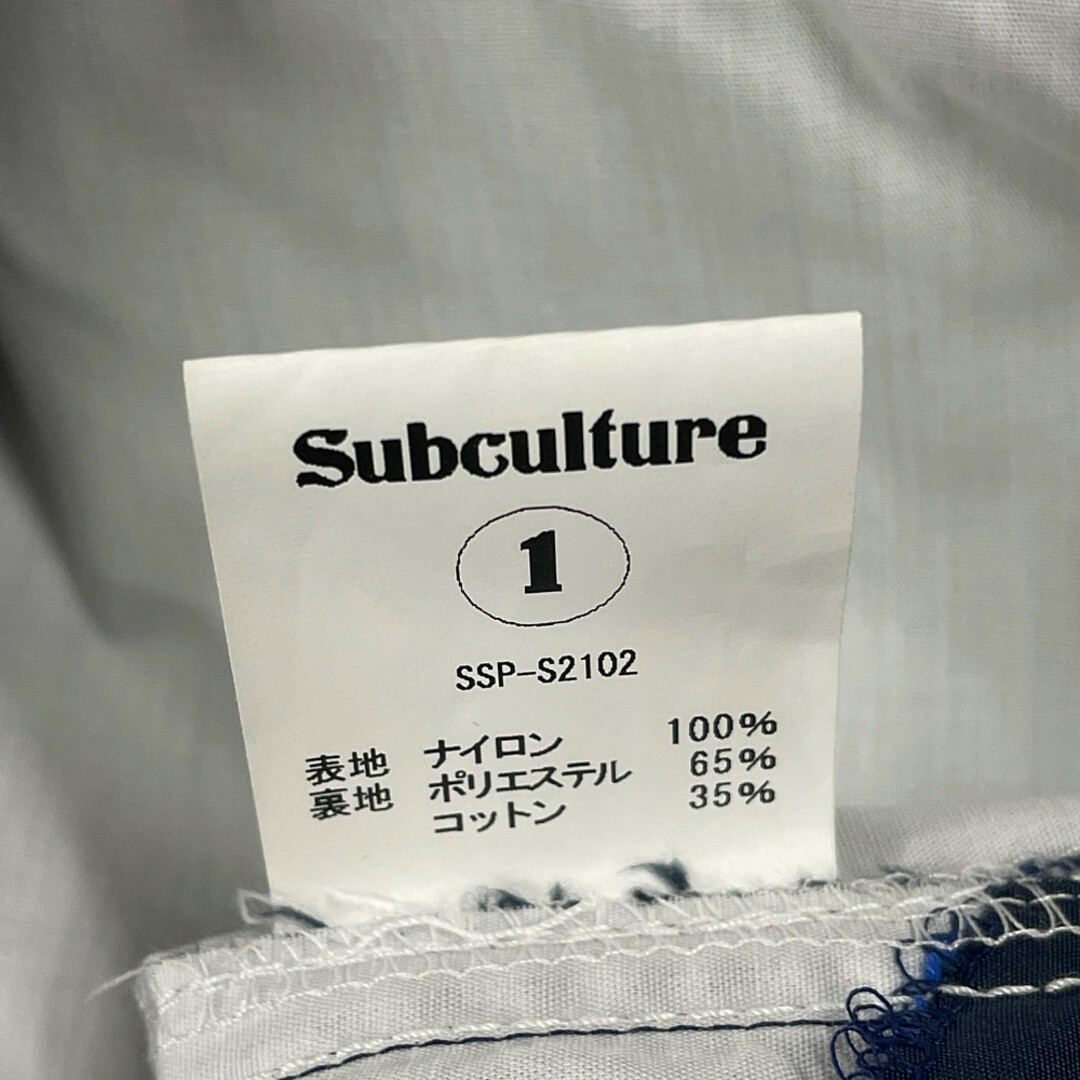 Subculture
1
SSP-S2102
表地 ナイロン 100%
裏地 ポリエステル 65%
コットン 35%